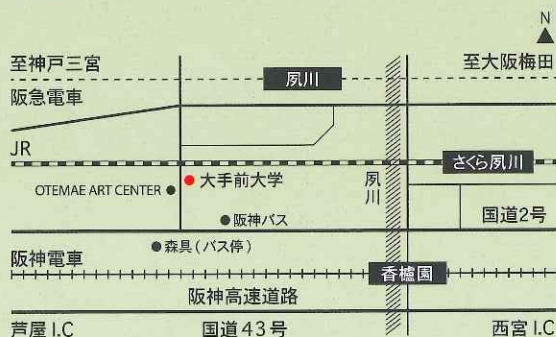 N
至神戸三宮
夙川
至大阪梅田
阪急電車
JR
さくら夙川
OTEMAE ART CENTER
大手前大学
夙川
阪神バス
国道2号
森具(バス停)
阪神電車
香櫨園
阪神高速道路
芦屋I.C
国道43号
西宮I.C